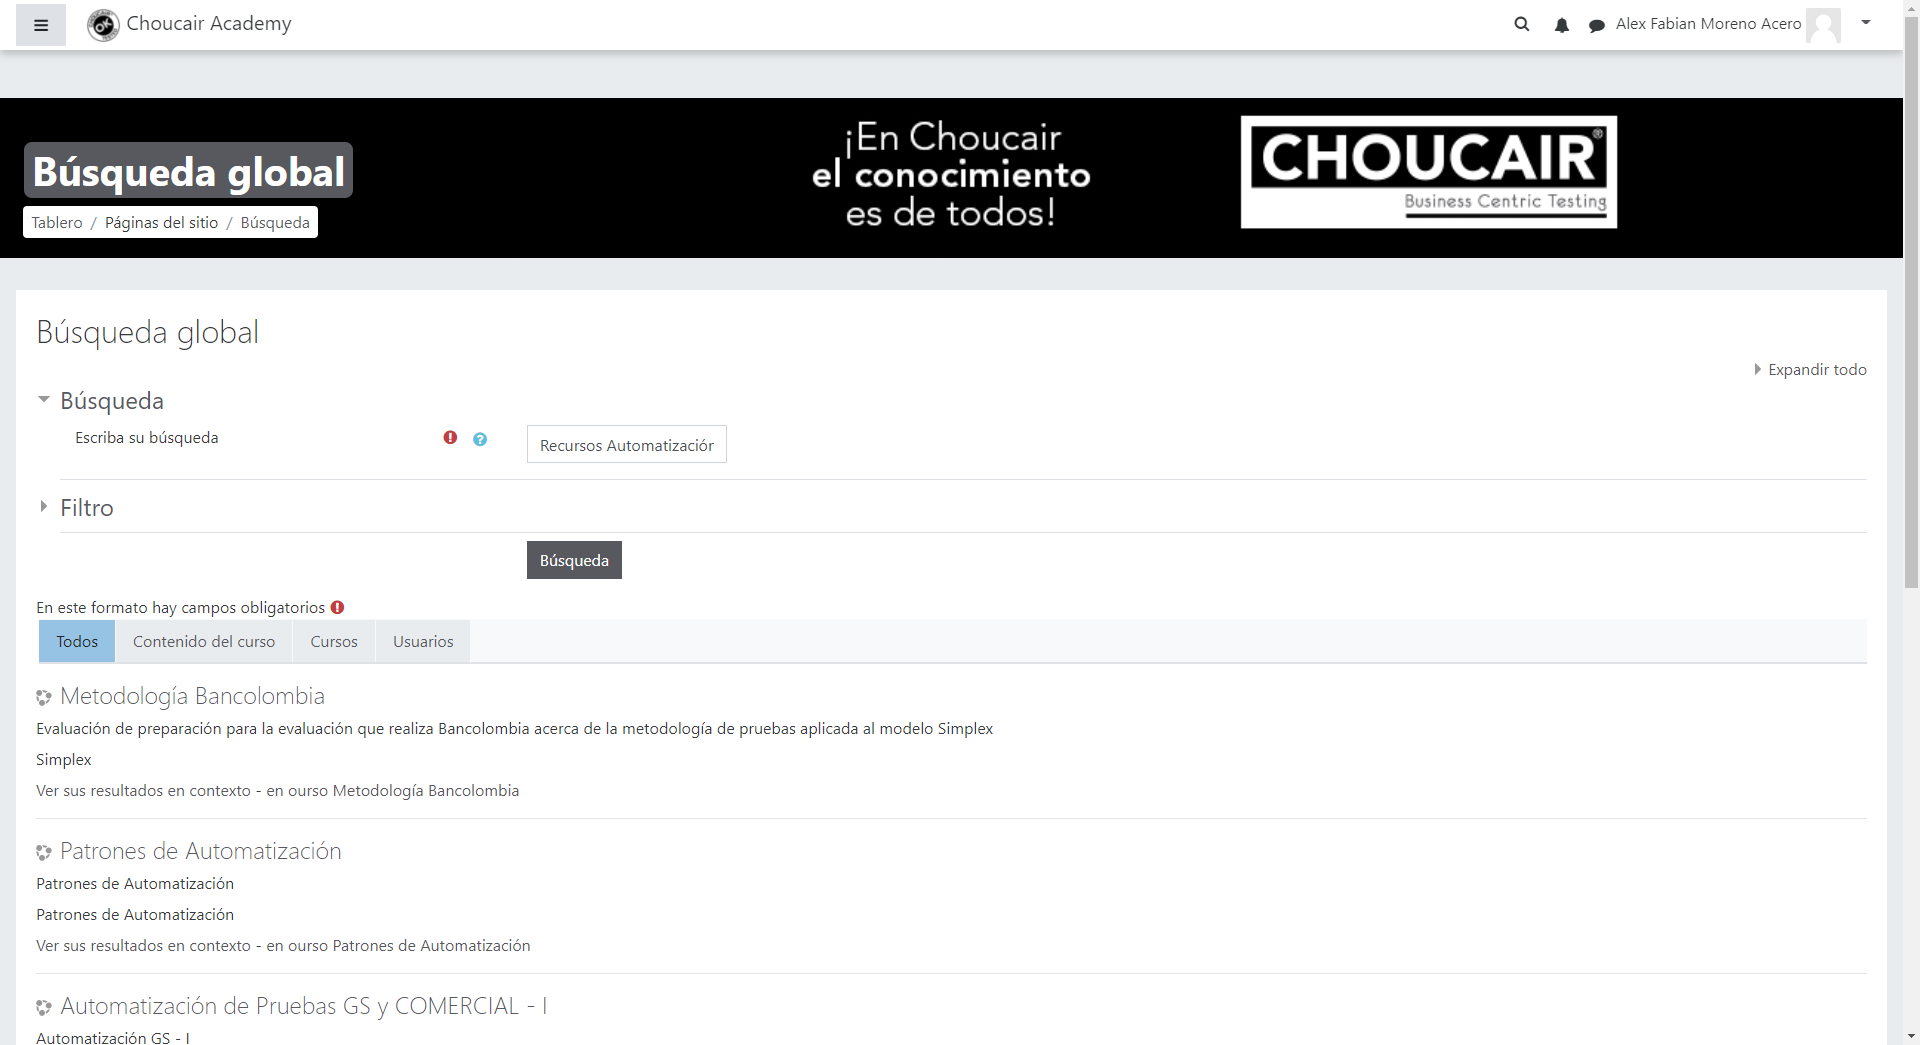 Choucair Academy
Alex Fabian Moreno Acero
Búsqueda global
Tablero / Páginas del sitio / Búsqueda
¡En Choucair
el conocimiento
es de todos!
CHOUCAIR®
Business Centric Testing
Búsqueda global
Expandir todo
Búsqueda
Escriba su búsqueda
Recursos Automatización
Filtro
Búsqueda
En este formato hay campos obligatorios
Todos
Contenido del curso
Cursos
Usuarios
Metodología Bancolombia
Evaluación de preparación para la evaluación que realiza Bancolombia acerca de la metodología de pruebas aplicada al modelo Simplex
Simplex
Ver sus resultados en contexto - en ourso Metodología Bancolombia
Patrones de Automatización
Patrones de Automatización
Patrones de Automatización
Ver sus resultados en contexto - en ourso Patrones de Automatización
Automatización de Pruebas GS y COMERCIAL - I
Automatización GS - I